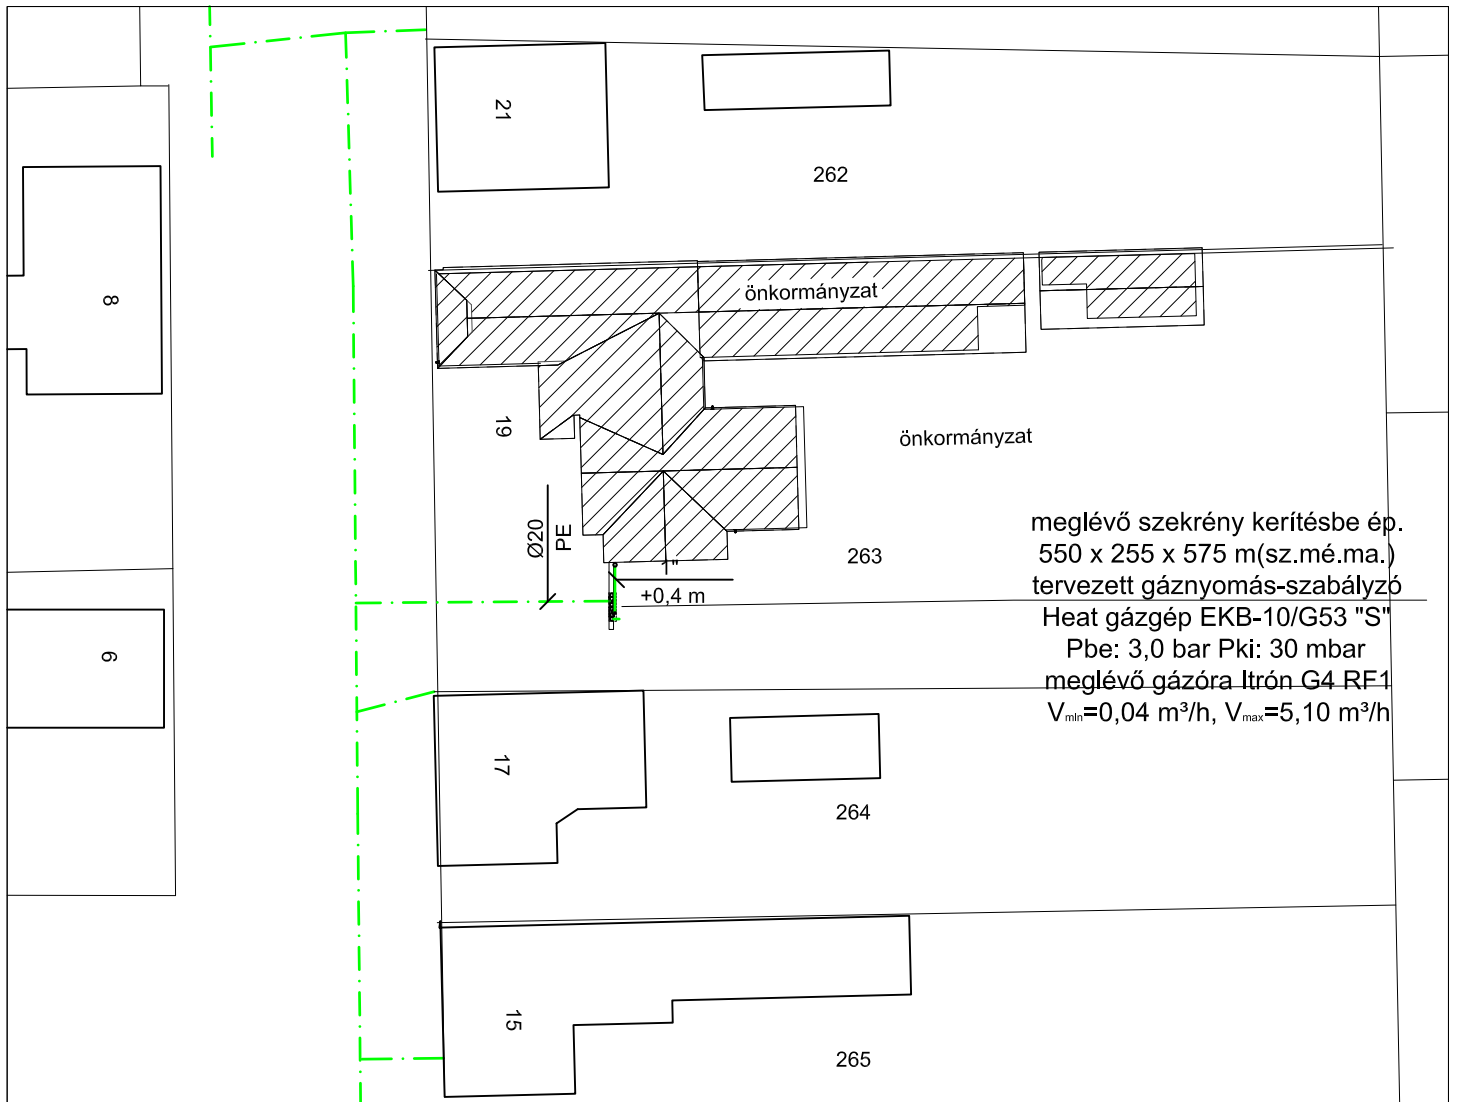 21
262
önkormányzat
8
19
önkormányzat
Ø20
PE
1"
+0,4 m
263
meglévő szekrény kerítésbe ép.
550 x 255 x 575 m(sz.mé.ma.)
tervezett gáznyomás-szabályzó
Heat gázgép EKB-10/G53 "S"
Pbe: 3,0 bar Pki: 30 mbar
meglévő gázóra Itrón G4 RF1
Vmin=0,04 m³/h, Vmax=5,10 m³/h
6
17
264
15
265